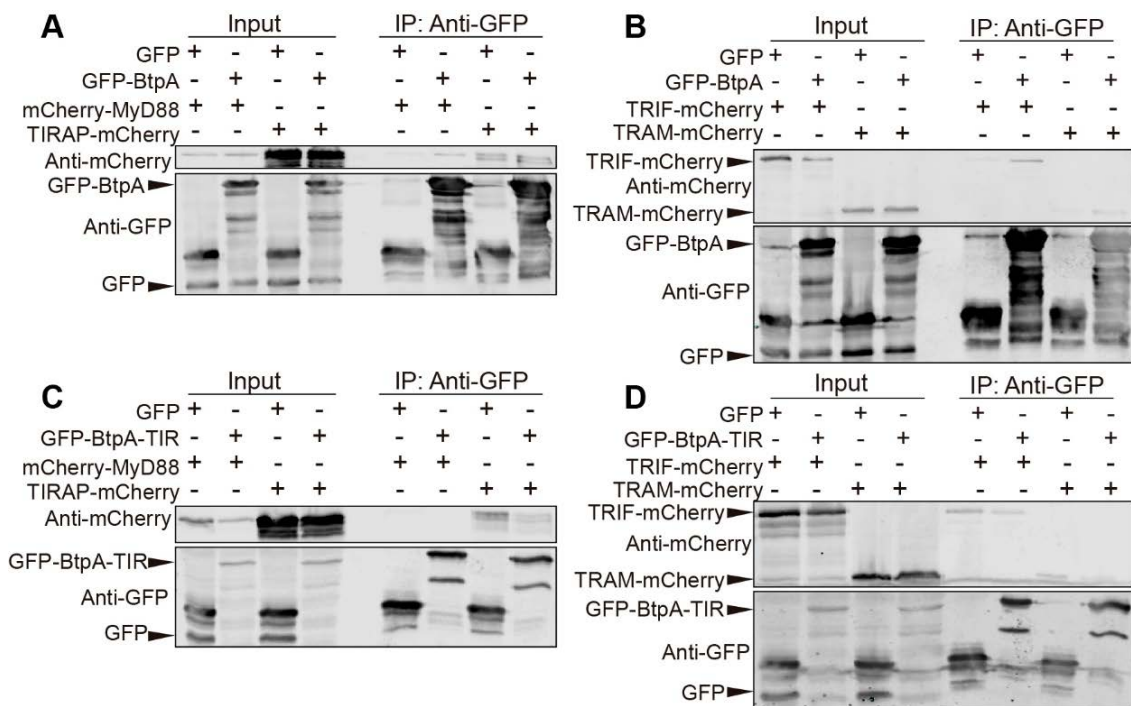 A
Input IP: Anti-GFP
GFP + - + - + - + -
GFP-BtpA - + - + - + - +
mCherry-MyD88 + + - - + + - -
TIRAP-mCherry - - + + - - + +
Anti-mCherry
GFP-BtpA
Anti-GFP
GFP
B
Input IP: Anti-GFP
GFP + - + - + - + -
GFP-BtpA - + - + - + - +
TRIF-mCherry + + - - + + - -
TRAM-mCherry - - + + - - + +
TRIF-mCherry
Anti-mCherry
TRAM-mCherry
GFP-BtpA
Anti-GFP
GFP
C
Input IP: Anti-GFP
GFP + - + - + - + -
GFP-BtpA-TIR - + - + - + - +
mCherry-MyD88 + + - - + + - -
TIRAP-mCherry - - + + - - + +
Anti-mCherry
GFP-BtpA-TIR
Anti-GFP
GFP
D
Input IP: Anti-GFP
GFP + - + - + - + -
GFP-BtpA-TIR - + - + - + - +
TRIF-mCherry + + - - + + - -
TRAM-mCherry - - + + - - + +
TRIF-mCherry
Anti-mCherry
TRAM-mCherry
GFP-BtpA-TIR
Anti-GFP
GFP